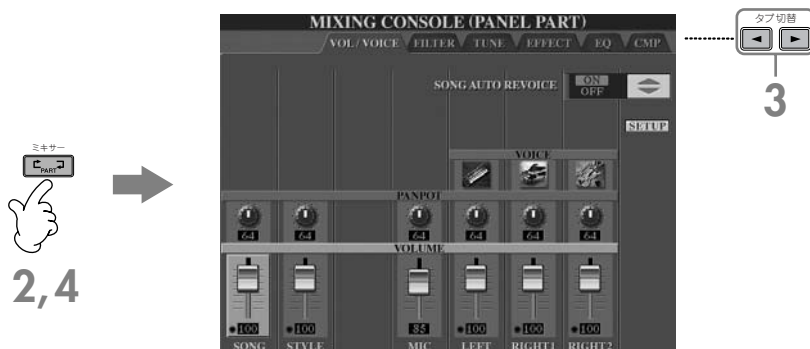 MIXING CONSOLE (PANEL PART)
VOL / VOICE FILTER TUNE EFFECT EQ CMP
タブ切替
3
SONG AUTO REVOICE ON
OFF
SETUP
ミキサー
PART
2, 4
VOICE
PANPOT
64 64 64 64 64 64
VOLUME
100 100 85 100 100 100
SONG STYLE MIC LEFT RIGHT1 RIGHT2